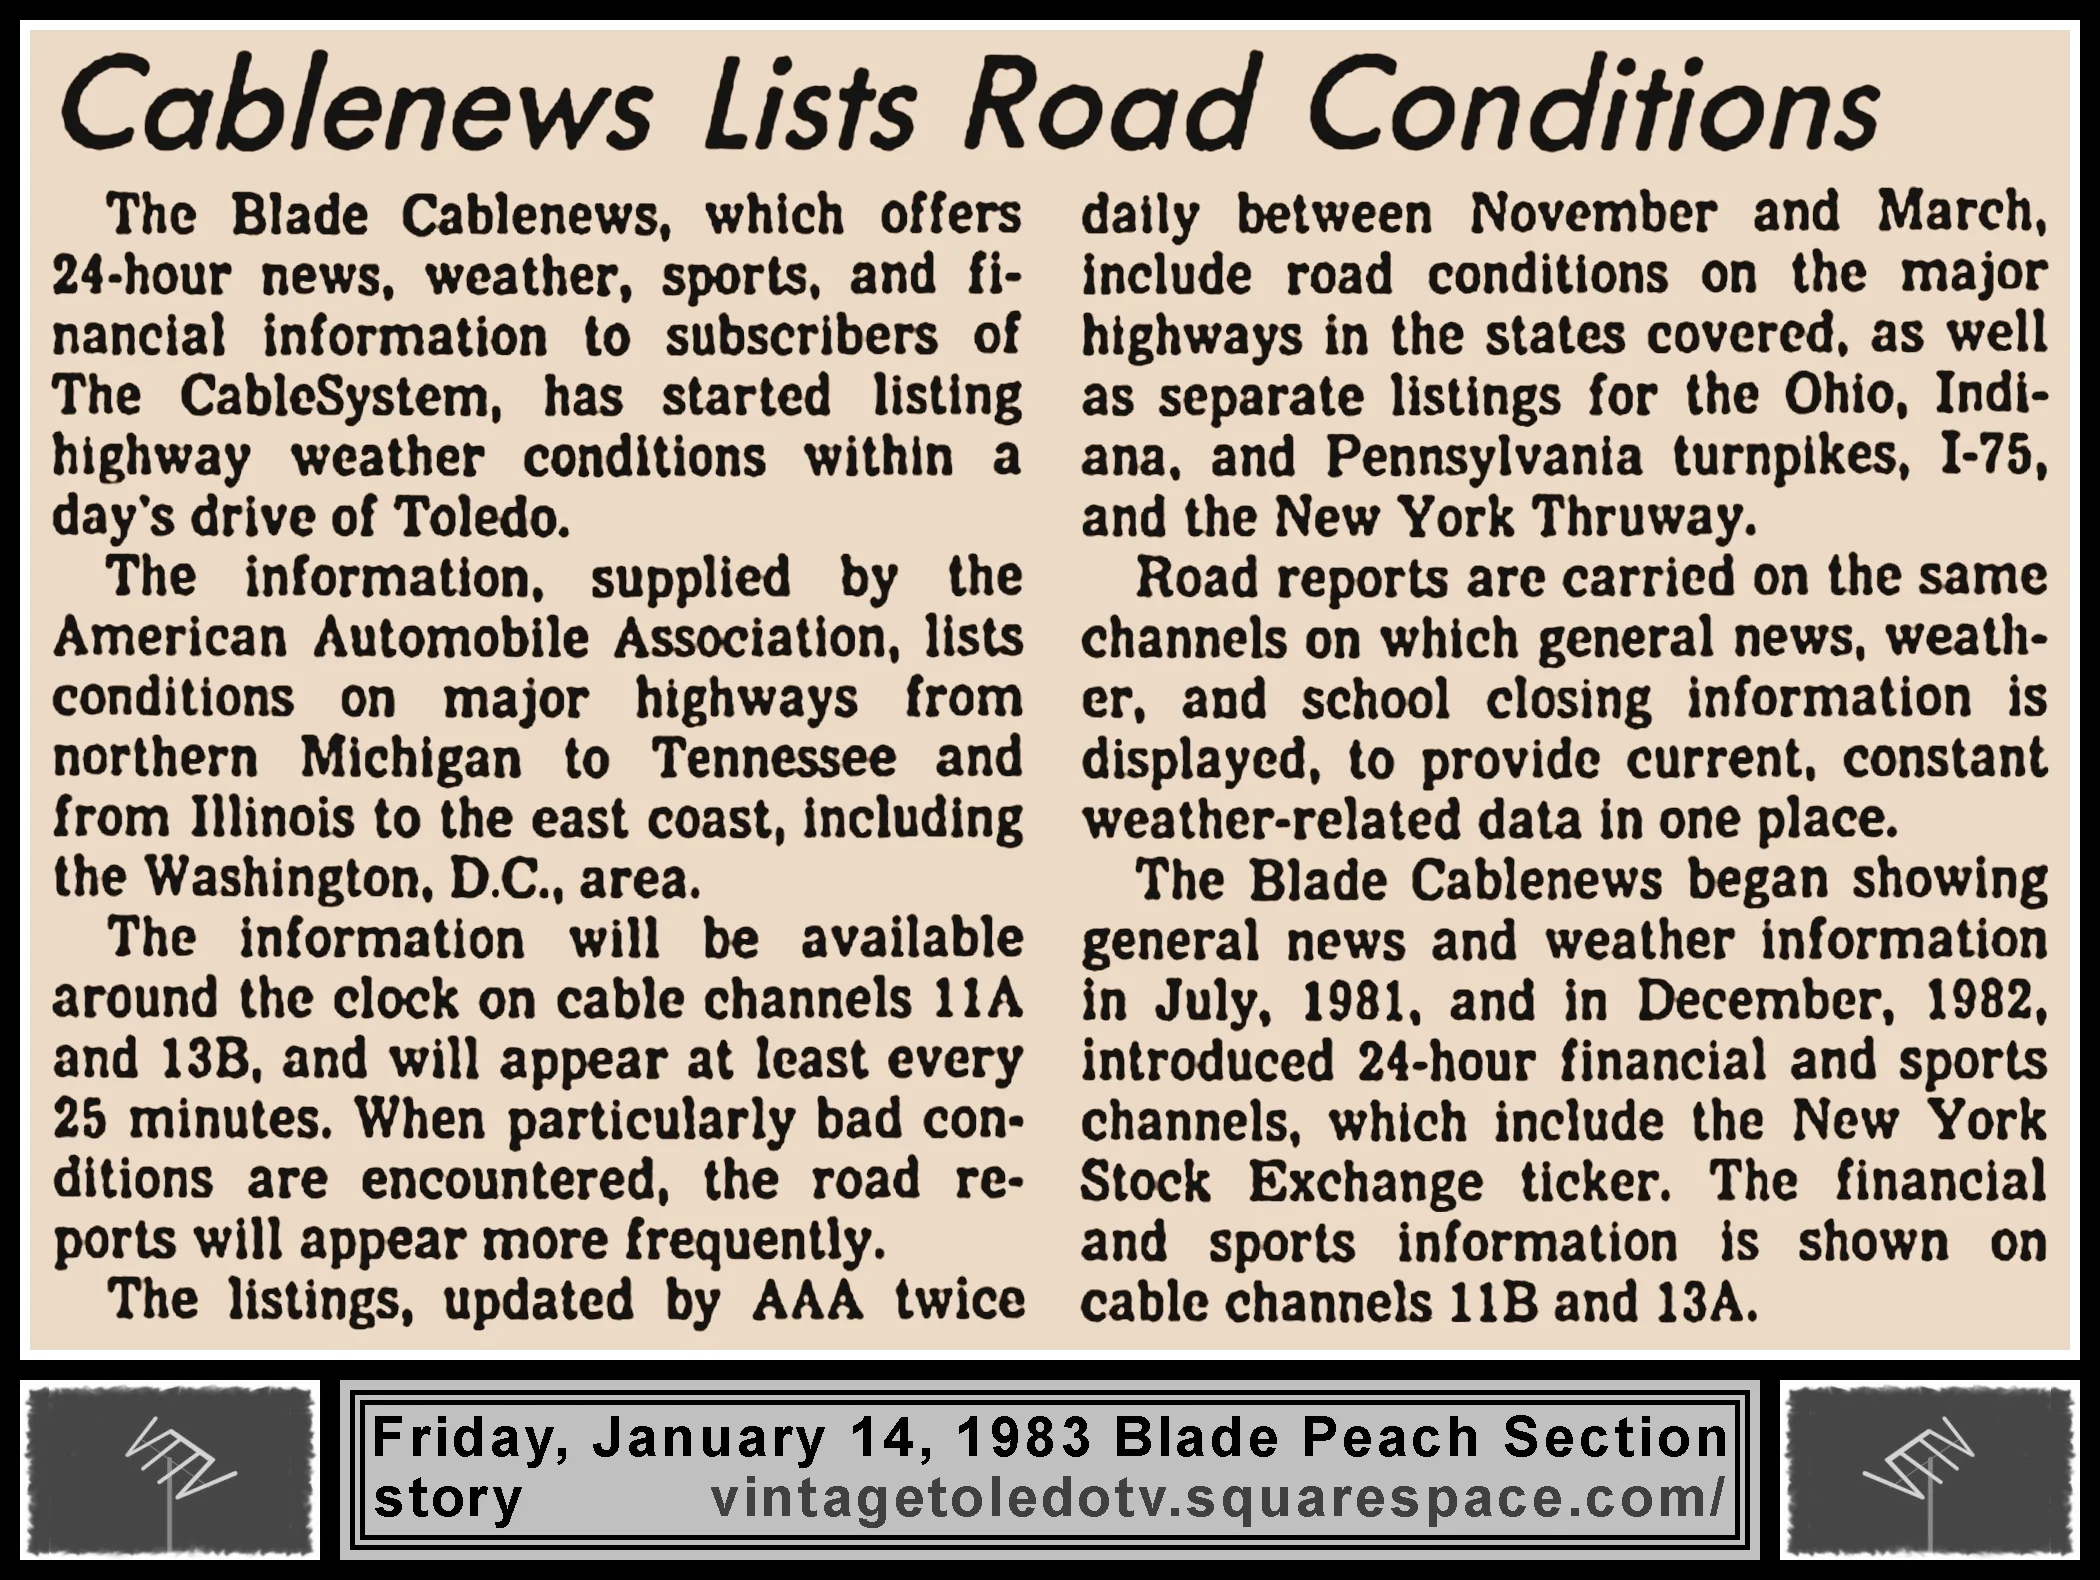 Cablenews Lists Road Conditions
The Blade Cablenews, which offers
24-hour news, weather, sports, and fi-
nancial information to subscribers of
The CableSystem, has started listing
highway weather conditions within a
day's drive of Toledo.
The information, supplied by the
American Automobile Association, lists
conditions on major highways from
northern Michigan to Tennessee and
from Illinois to the east coast, including
the Washington, D.C., area.
The information will be available
around the clock on cable channels 11A
and 13B, and will appear at least every
25 minutes. When particularly bad con-
ditions are encountered, the road re-
ports will appear more frequently.
The listings, updated by AAA twice
daily between November and March,
include road conditions on the major
highways in the states covered, as well
as separate listings for the Ohio, Indi-
ana, and Pennsylvania turnpikes, I-75,
and the New York Thruway.
Road reports are carried on the same
channels on which general news, weath-
er, and school closing information is
displayed, to provide current, constant
weather-related data in one place.
The Blade Cablenews began showing
general news and weather information
in July, 1981, and in December, 1982,
introduced 24-hour financial and sports
channels, which include the New York
Stock Exchange ticker. The financial
and sports information is shown on
cable channels 11B and 13A.
VTTV
Friday, January 14, 1983 Blade Peach Section
story vintagetoledotv.squarespace.com/
VTTV